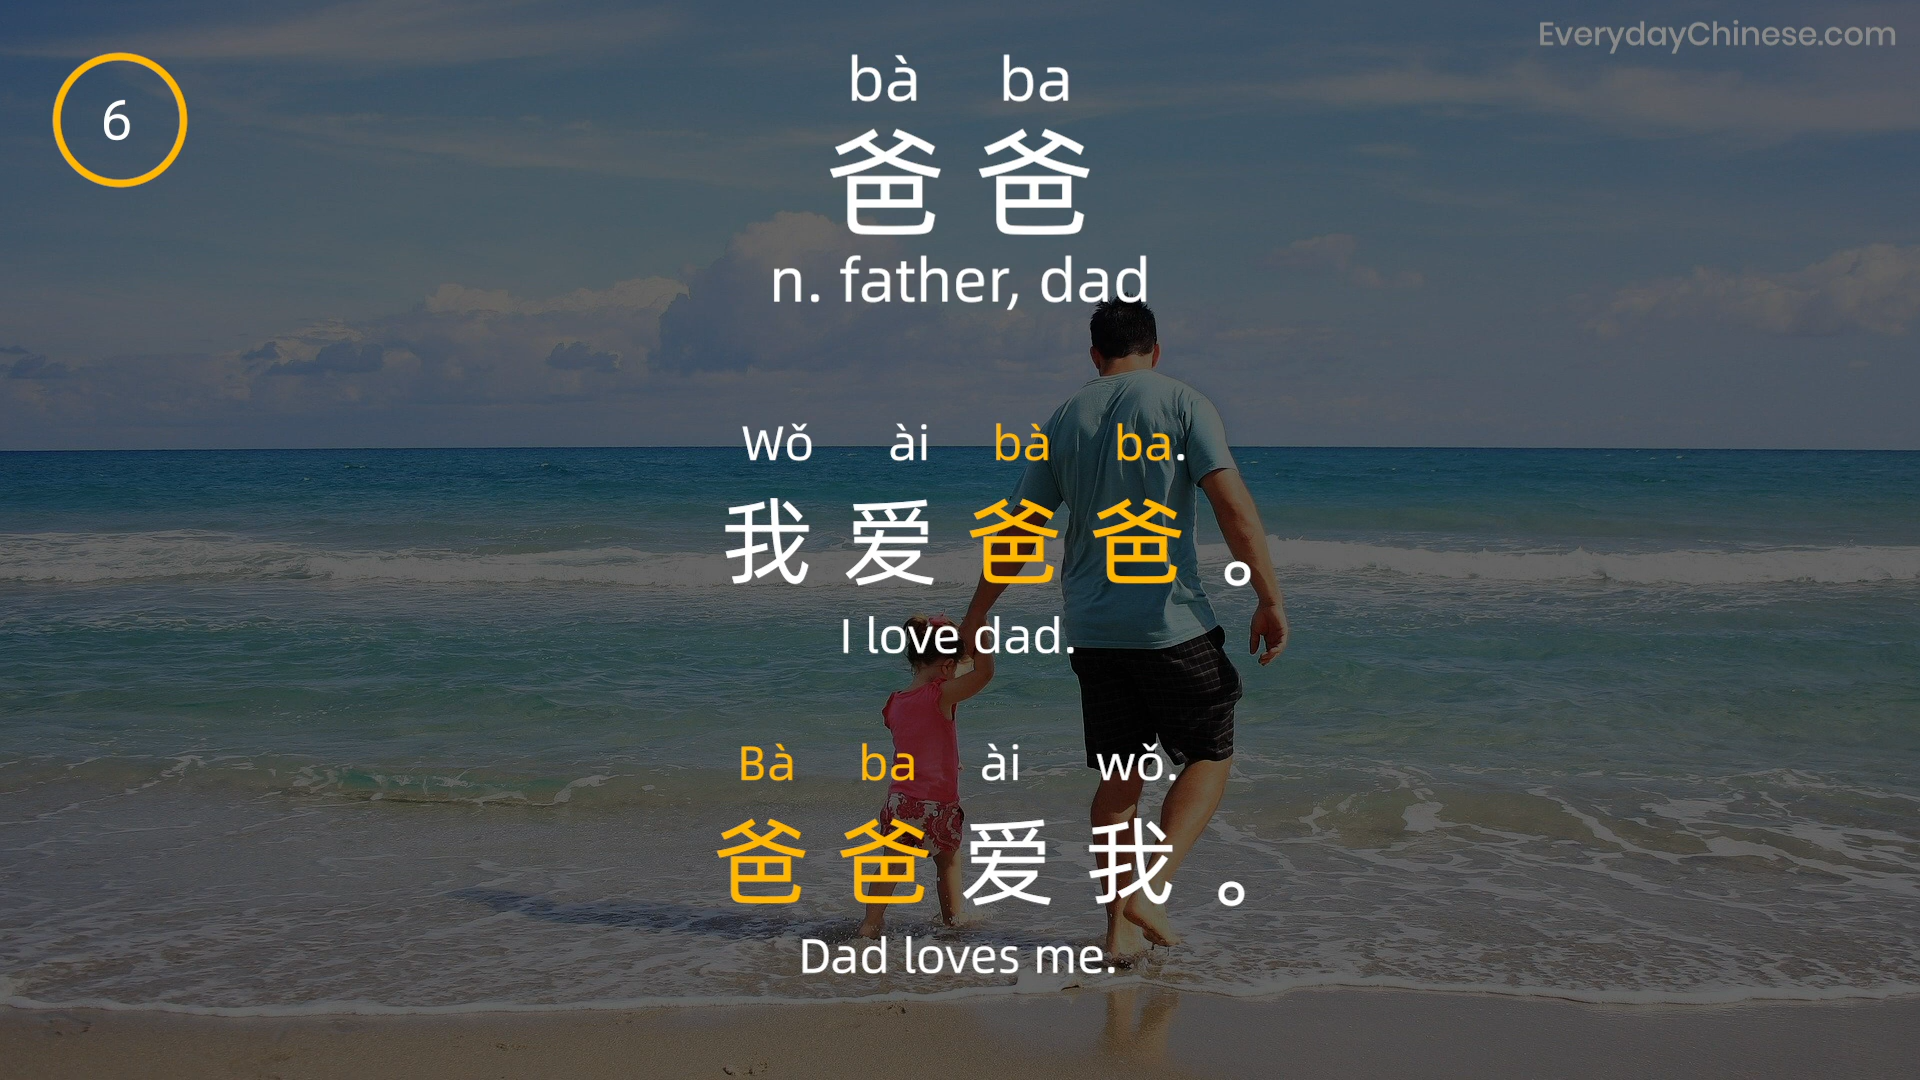 EverydayChinese.com
6
bà ba
爸爸
n. father, dad
Wǒ ài bà ba.
我爱爸爸。
I love dad.
Bà ba ài wǒ.
爸爸爱我。
Dad loves me.